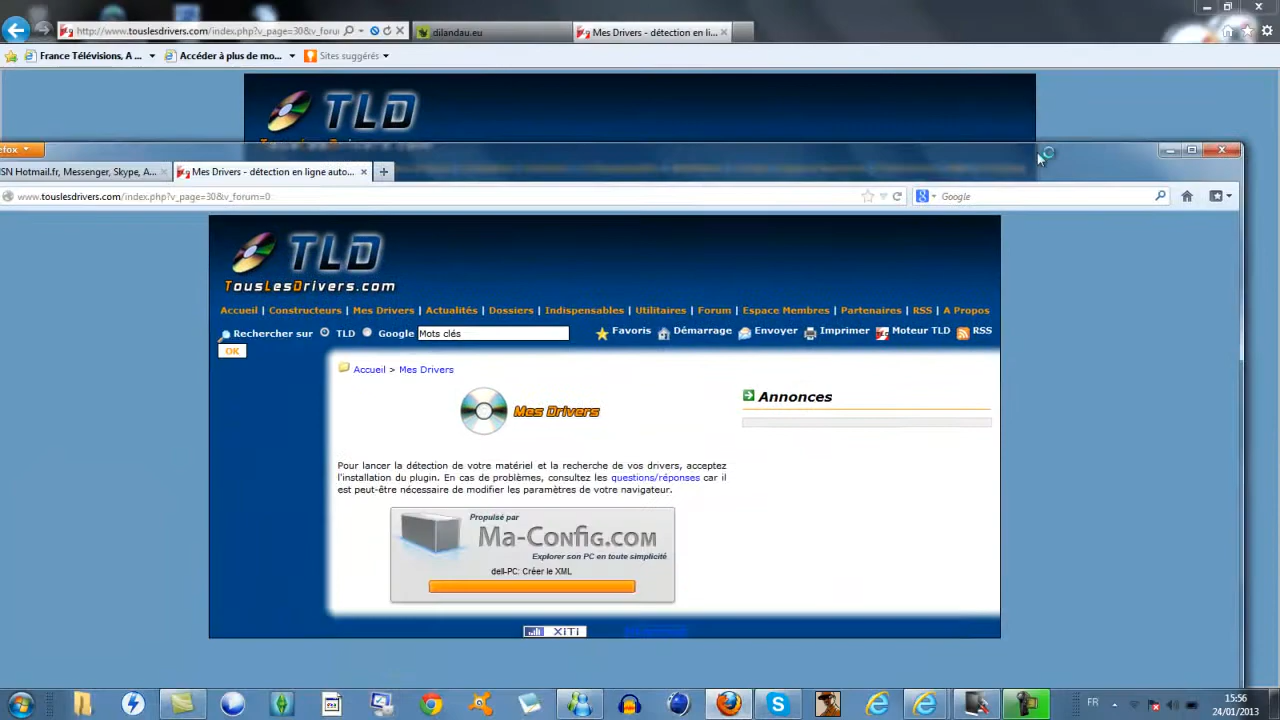 http://www.touslesdrivers.com/index.php?v_page=30&v_foru
dilandau.eu
Mes Drivers - détection en li...
France Télévisions, A ...
Accéder à plus de mo...
Sites suggérés
TLD
efox
SN Hotmail.fr, Messenger, Skype, A...
Mes Drivers - détection en ligne auto...
www.touslesdrivers.com/index.php?v_page=30&v_forum=0
Google
TLD
TousLesDrivers.com
Accueil | Constructeurs | Mes Drivers | Actualités | Dossiers | Indispensables | Utilitaires | Forum | Espace Membres | Partenaires | RSS | A Propos
Rechercher sur TLD Google Mots clés Favoris Démarrage Envoyer Imprimer Moteur TLD RSS
OK
Accueil > Mes Drivers
Mes Drivers
Annonces
Pour lancer la détection de votre matériel et la recherche de vos drivers, acceptez
l'installation du plugin. En cas de problèmes, consultez les questions/réponses car il
est peut-être nécessaire de modifier les paramètres de votre navigateur.
Propulsé par
Ma-Config.com
Explorer son PC en toute simplicité
dell-PC: Créer le XML
XiTi
FR
15:56
24/01/2013